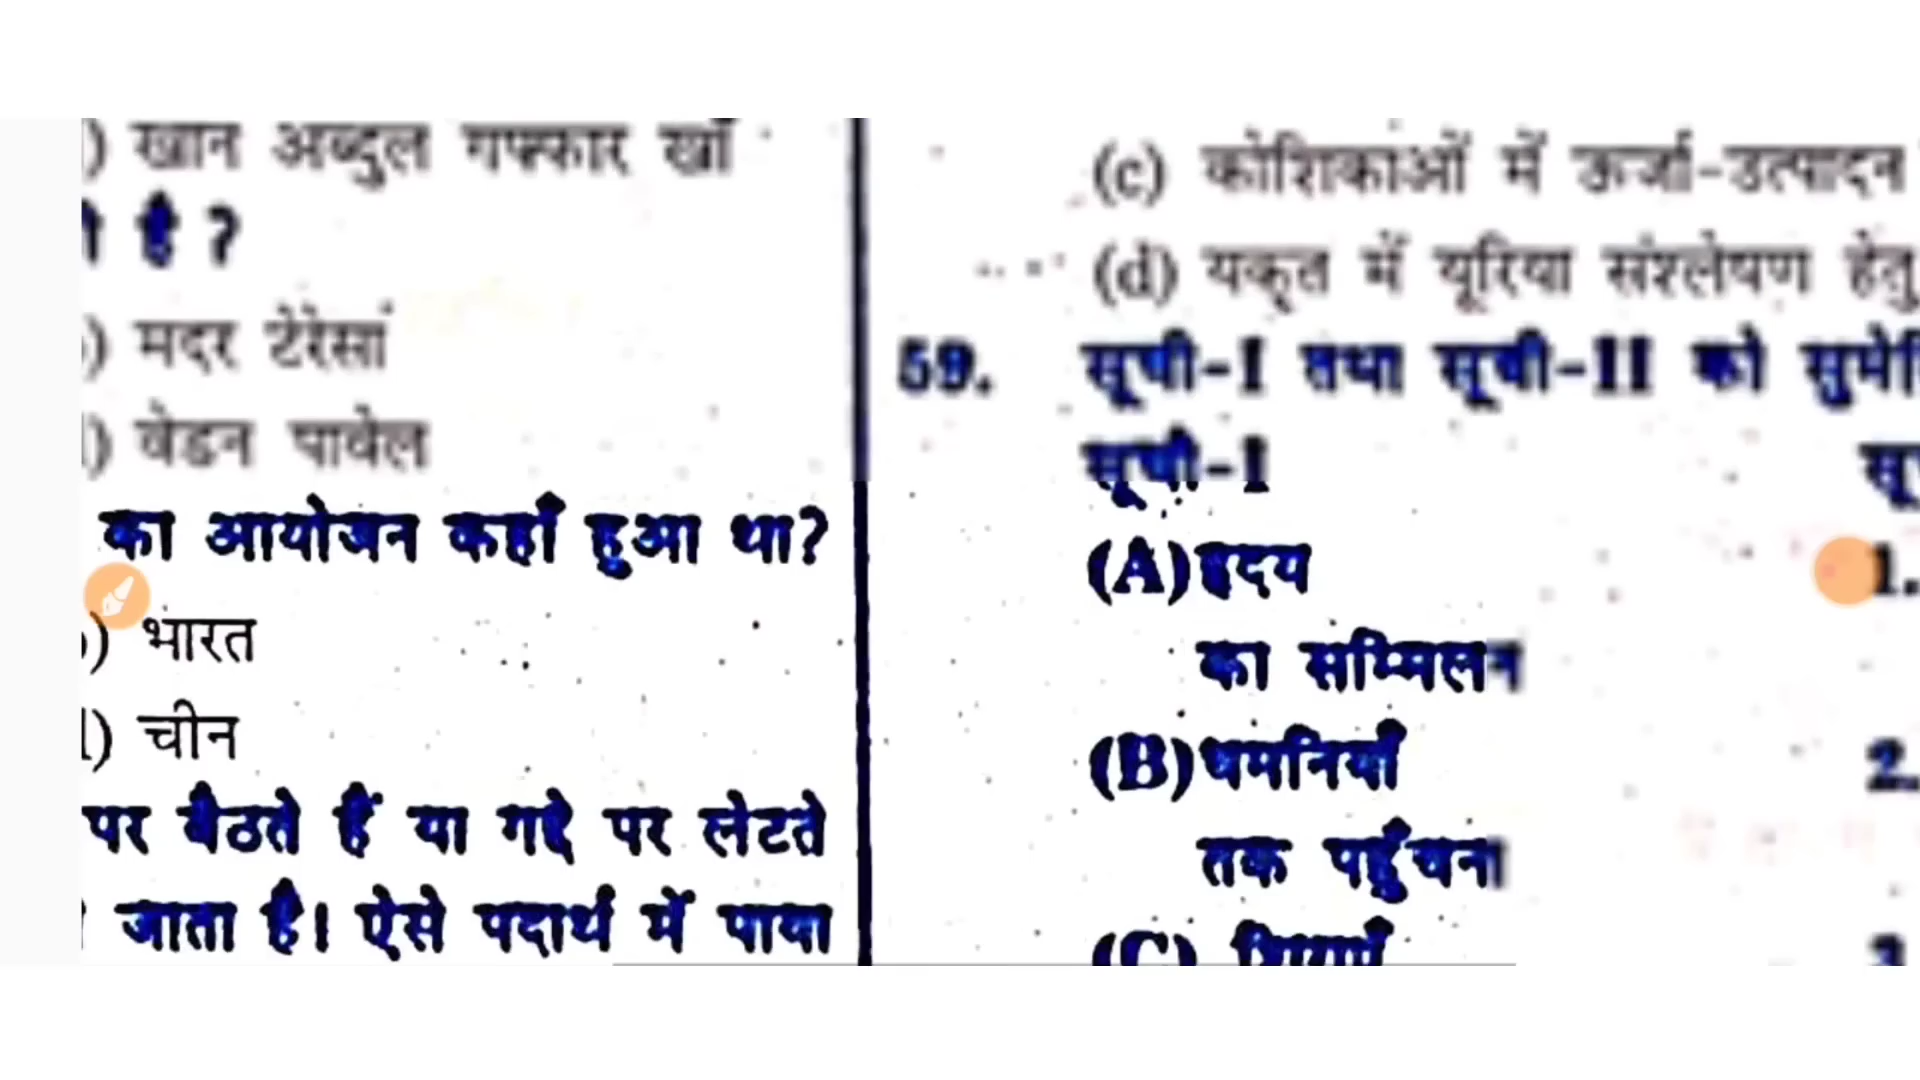 ) खान अब्दुल गफ्फार खाँ
है ?
) मदर टेरेसां
) वेडन पावेल
का आयोजन कहाँ हुआ था?
) भारत
) चीन
पर बैठते हैं या गद्दे पर लेटते
जाता है। ऐसे पदार्थ में पाया
(c) कोशिकाओं में ऊर्जा-उत्पादन
(d) यकृत में यूरिया संश्लेषण हेतु
59. सूची-I तथा सूची-II को
सूची-I
(A) हृदय 1.
का सम्मिलन
(B) धमनियाँ 2.
तक पहुँचना
(C) शिराएँ 3